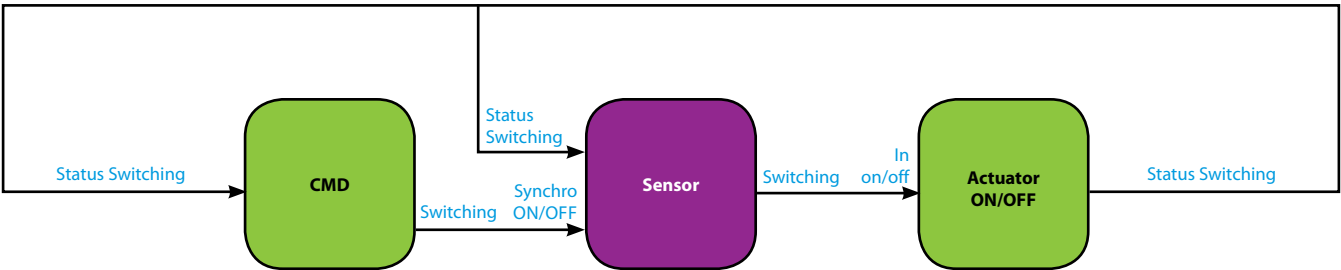 Status
Switching
Status Switching
CMD
Switching
Synchro
ON/OFF
Sensor
Switching
In
on/off
Actuator
ON/OFF
Status Switching